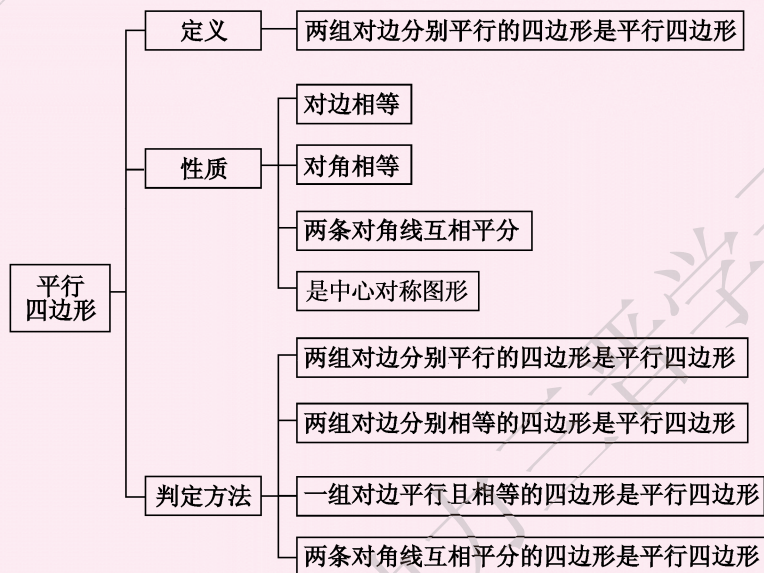 定义
两组对边分别平行的四边形是平行四边形
性质
对边相等
对角相等
两条对角线互相平分
是中心对称图形
平行
四边形
判定方法
两组对边分别平行的四边形是平行四边形
两组对边分别相等的四边形是平行四边形
一组对边平行且相等的四边形是平行四边形
两条对角线互相平分的四边形是平行四边形
力三晋学